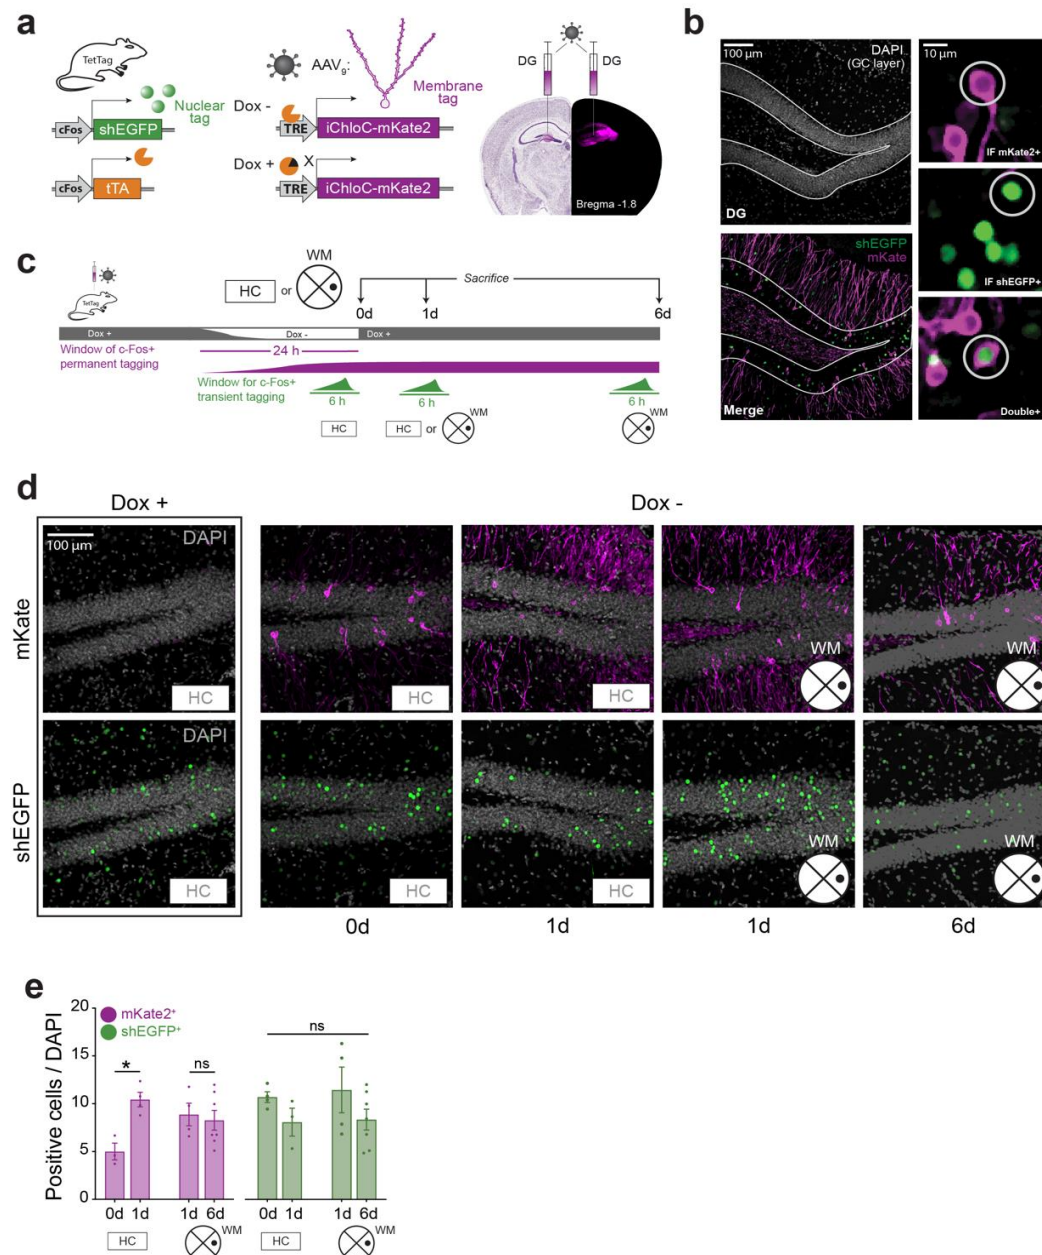 a
TetTag
Nuclear
tag
cFos
shEGFP
cFos
tTA
AAV9:
Membrane
tag
Dox -
TRE
iChloC-mKate2
Dox +
X
TRE
iChloC-mKate2
DG
DG
Bregma -1.8
b
100 µm
DAPI
(GC layer)
DG
shEGFP
mKate
Merge
10 µm
IF mKate2+
IF shEGFP+
Double+
c
TetTag
HC
or
WM
Sacrifice
0d
1d
6d
Dox +
Dox -
Dox +
Window of c-Fos+
permanent tagging
24 h
Window for c-Fos+
transient tagging
6 h
6 h
6 h
HC
HC
or
WM
WM
d
Dox +
Dox -
mKate
100 µm
DAPI
HC
HC
HC
WM
WM
shEGFP
DAPI
HC
HC
HC
WM
WM
0d
1d
1d
6d
e
Positive cells / DAPI
20
15
10
5
0
mKate2+
shEGFP+
*
ns
ns
0d 1d
1d 6d
0d 1d
1d 6d
HC
WM
HC
WM